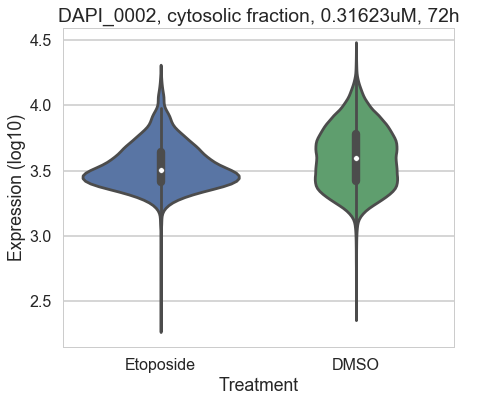 DAPI_0002, cytosolic fraction, 0.31623uM, 72h
4.5
4.0
3.5
3.0
2.5
Expression (log10)
Etoposide DMSO
Treatment